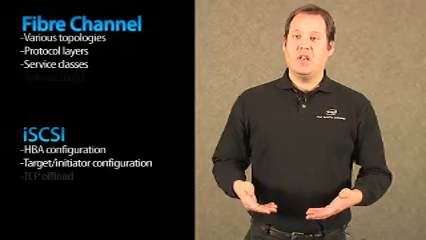 Fibre Channel
-Various topologies
-Protocol layers
-Service classes
iSCSI
-HBA configuration
-Target/initiator configuration
-TCP offload